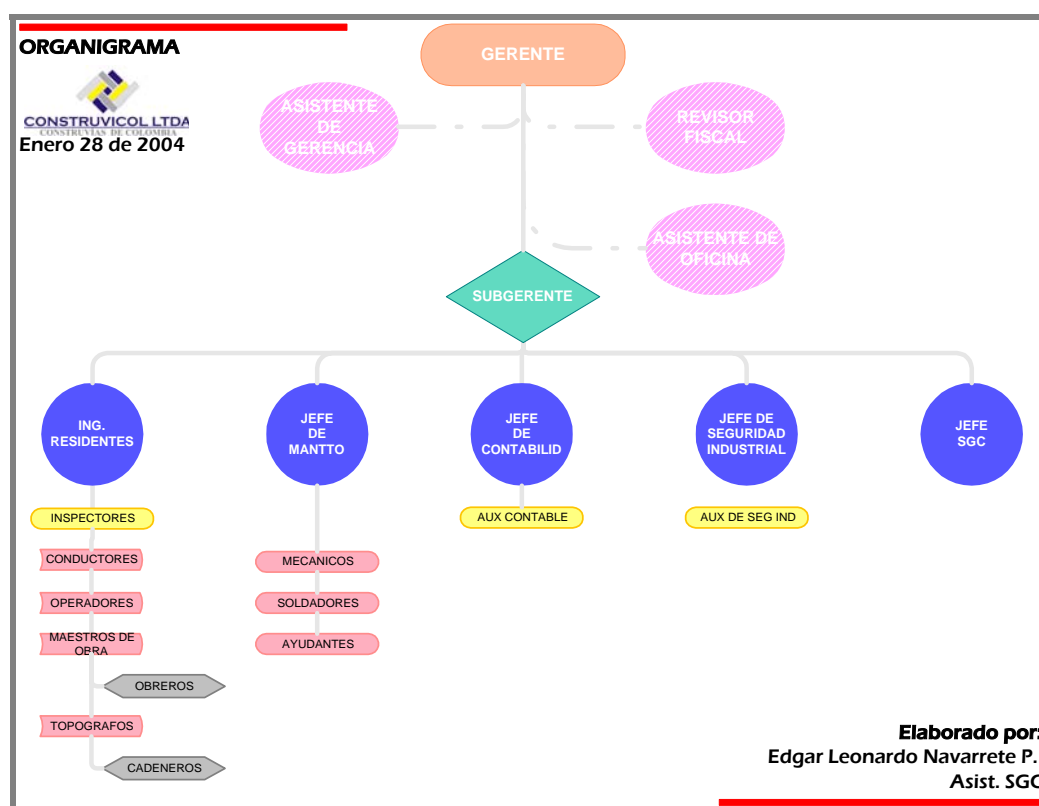 ORGANIGRAMA
CONSTRUVICOL LTDA
CONSTRUVIAS DE COLOMBIA
Enero 28 de 2004
GERENTE
ASISTENTE
DE
GERENCIA
REVISOR
FISCAL
ASISTENTE DE
OFICINA
SUBGERENTE
ING.
RESIDENTES
JEFE
DE
MANTTO
JEFE
DE
CONTABILID
JEFE DE
SEGURIDAD
INDUSTRIAL
JEFE
SGC
INSPECTORES
AUX CONTABLE
AUX DE SEG IND
CONDUCTORES
MECANICOS
OPERADORES
SOLDADORES
MAESTROS DE
OBRA
AYUDANTES
OBREROS
TOPOGRAFOS
CADENEROS
Elaborado por:
Edgar Leonardo Navarrete P.
Asist. SGC